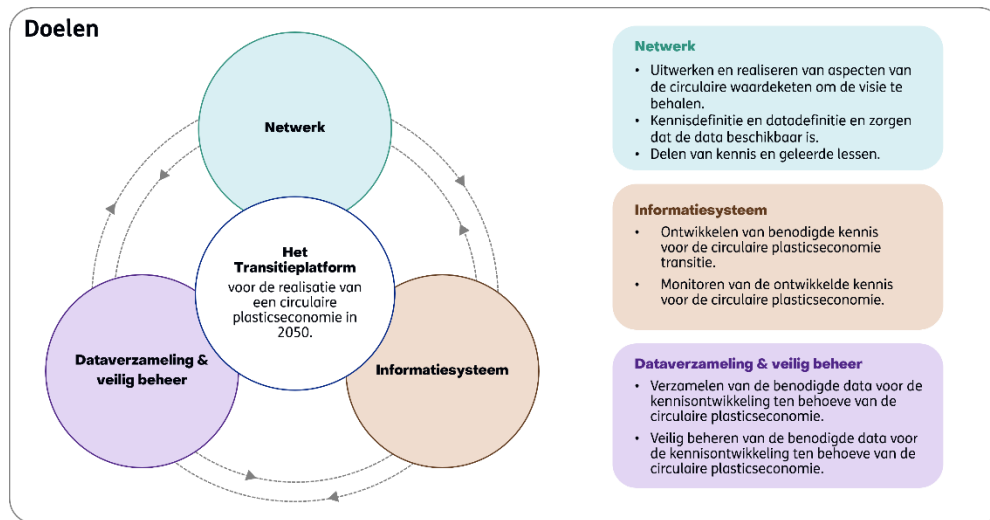 Doelen
Netwerk
Het
Transitieplatform
voor de realisatie van
een circulaire
plasticseconomie in
2050.
Dataverzameling &
veilig beheer
Informatiesysteem
Netwerk
• Uitwerken en realiseren van aspecten van
de circulaire waardeketen om de visie te
behalen.
• Kennisdefinitie en datadefinitie en zorgen
dat de data beschikbaar is.
• Delen van kennis en geleerde lessen.
Informatiesysteem
• Ontwikkelen van benodigde kennis
voor de circulaire plasticseconomie
transitie.
• Monitoren van de ontwikkelde kennis
voor de circulaire plasticseconomie.
Dataverzameling & veilig beheer
• Verzamelen van de benodigde data voor de
kennisontwikkeling ten behoeve van de
circulaire plasticseconomie.
• Veilig beheren van de benodigde data voor
de kennisontwikkeling ten behoeve van de
circulaire plasticseconomie.